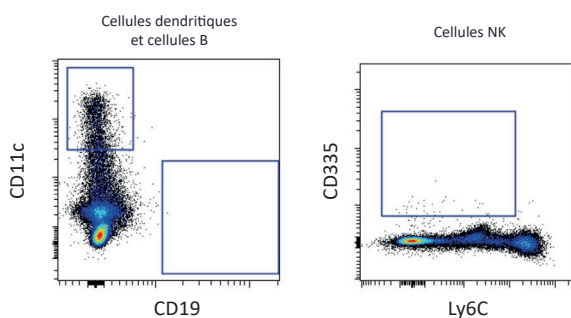 Cellules dendritiques
et cellules B
Cellules NK
CD11c
CD19
CD335
Ly6C